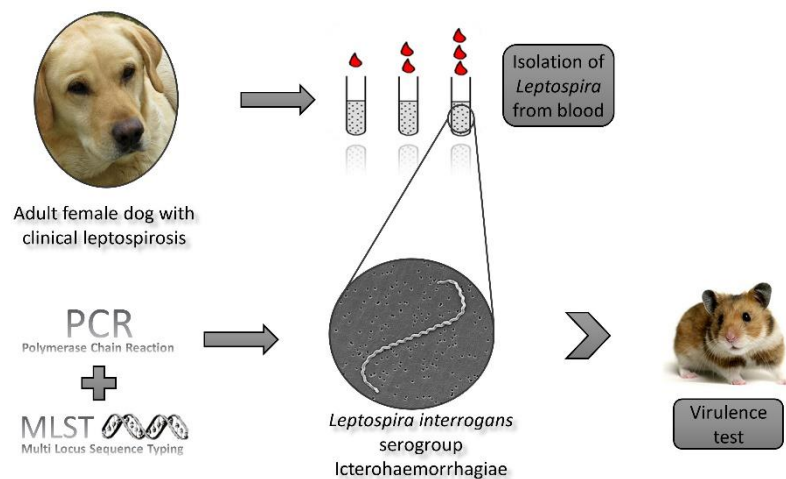 Isolation of
Leptospira
from blood
Adult female dog with
clinical leptospirosis
PCR
Polymerase Chain Reaction
MLST
Multi Locus Sequence Typing
Leptospira interrogans
serogroup
Icterohaemorrhagiae
Virulence
test